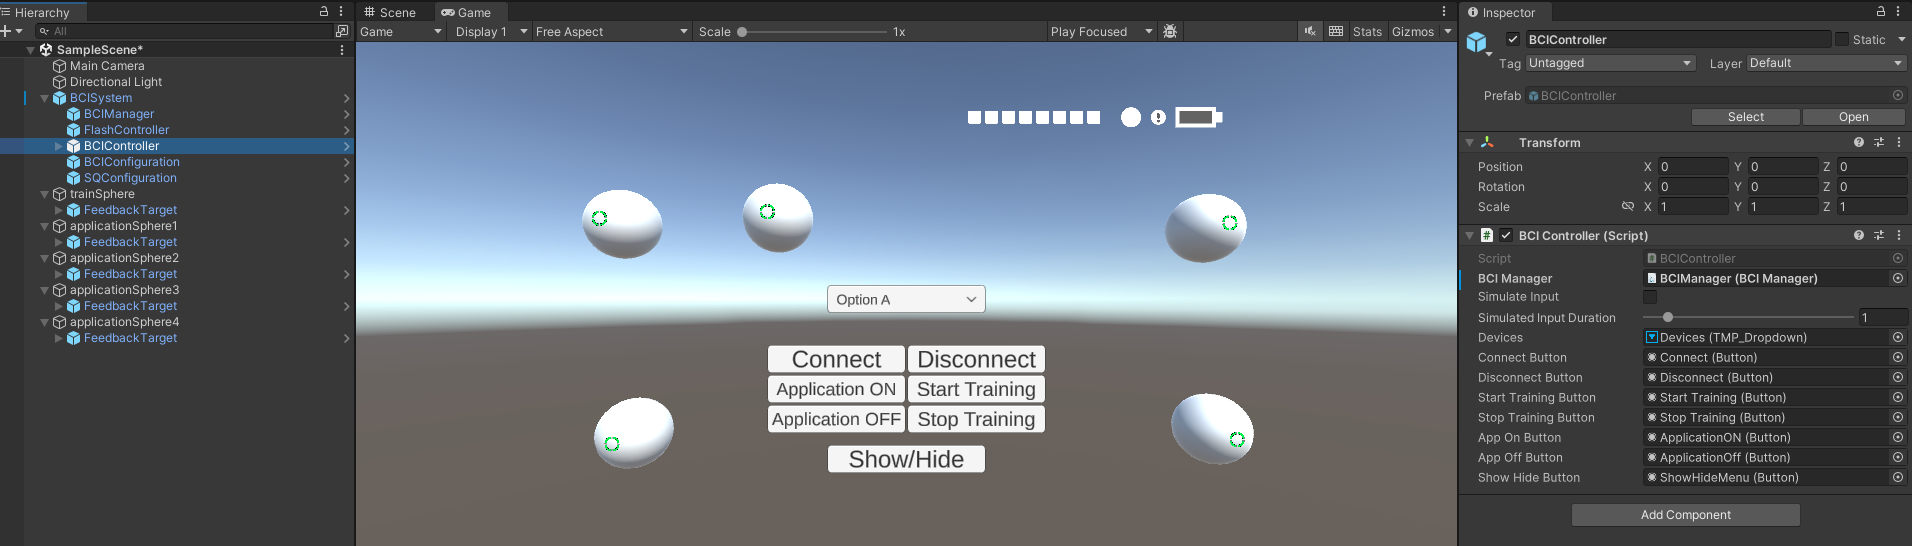 Hierarchy
All
SampleScene*
Main Camera
Directional Light
BCISystem
BCIManager
FlashController
BCIController
BCIConfiguration
SQConfiguration
trainSphere
FeedbackTarget
applicationSphere1
FeedbackTarget
applicationSphere2
FeedbackTarget
applicationSphere3
FeedbackTarget
applicationSphere4
FeedbackTarget
Scene Game
Game Display 1 Free Aspect Scale 1x Play Focused Stats Gizmos
Option A
Connect Disconnect
Application ON Start Training
Application OFF Stop Training
Show/Hide
Inspector
BCIController Static
Tag Untagged Layer Default
Prefab BCIController
Select Open
Transform
Position X 0 Y 0 Z 0
Rotation X 0 Y 0 Z 0
Scale X 1 Y 1 Z 1
# BCI Controller (Script)
Script BCIController
BCI Manager BCIManager (BCI Manager)
Simulate Input
Simulated Input Duration 1
Devices Devices (TMP_Dropdown)
Connect Button Connect (Button)
Disconnect Button Disconnect (Button)
Start Training Button Start Training (Button)
Stop Training Button Stop Training (Button)
App On Button ApplicationON (Button)
App Off Button ApplicationOff (Button)
Show Hide Button ShowHideMenu (Button)
Add Component